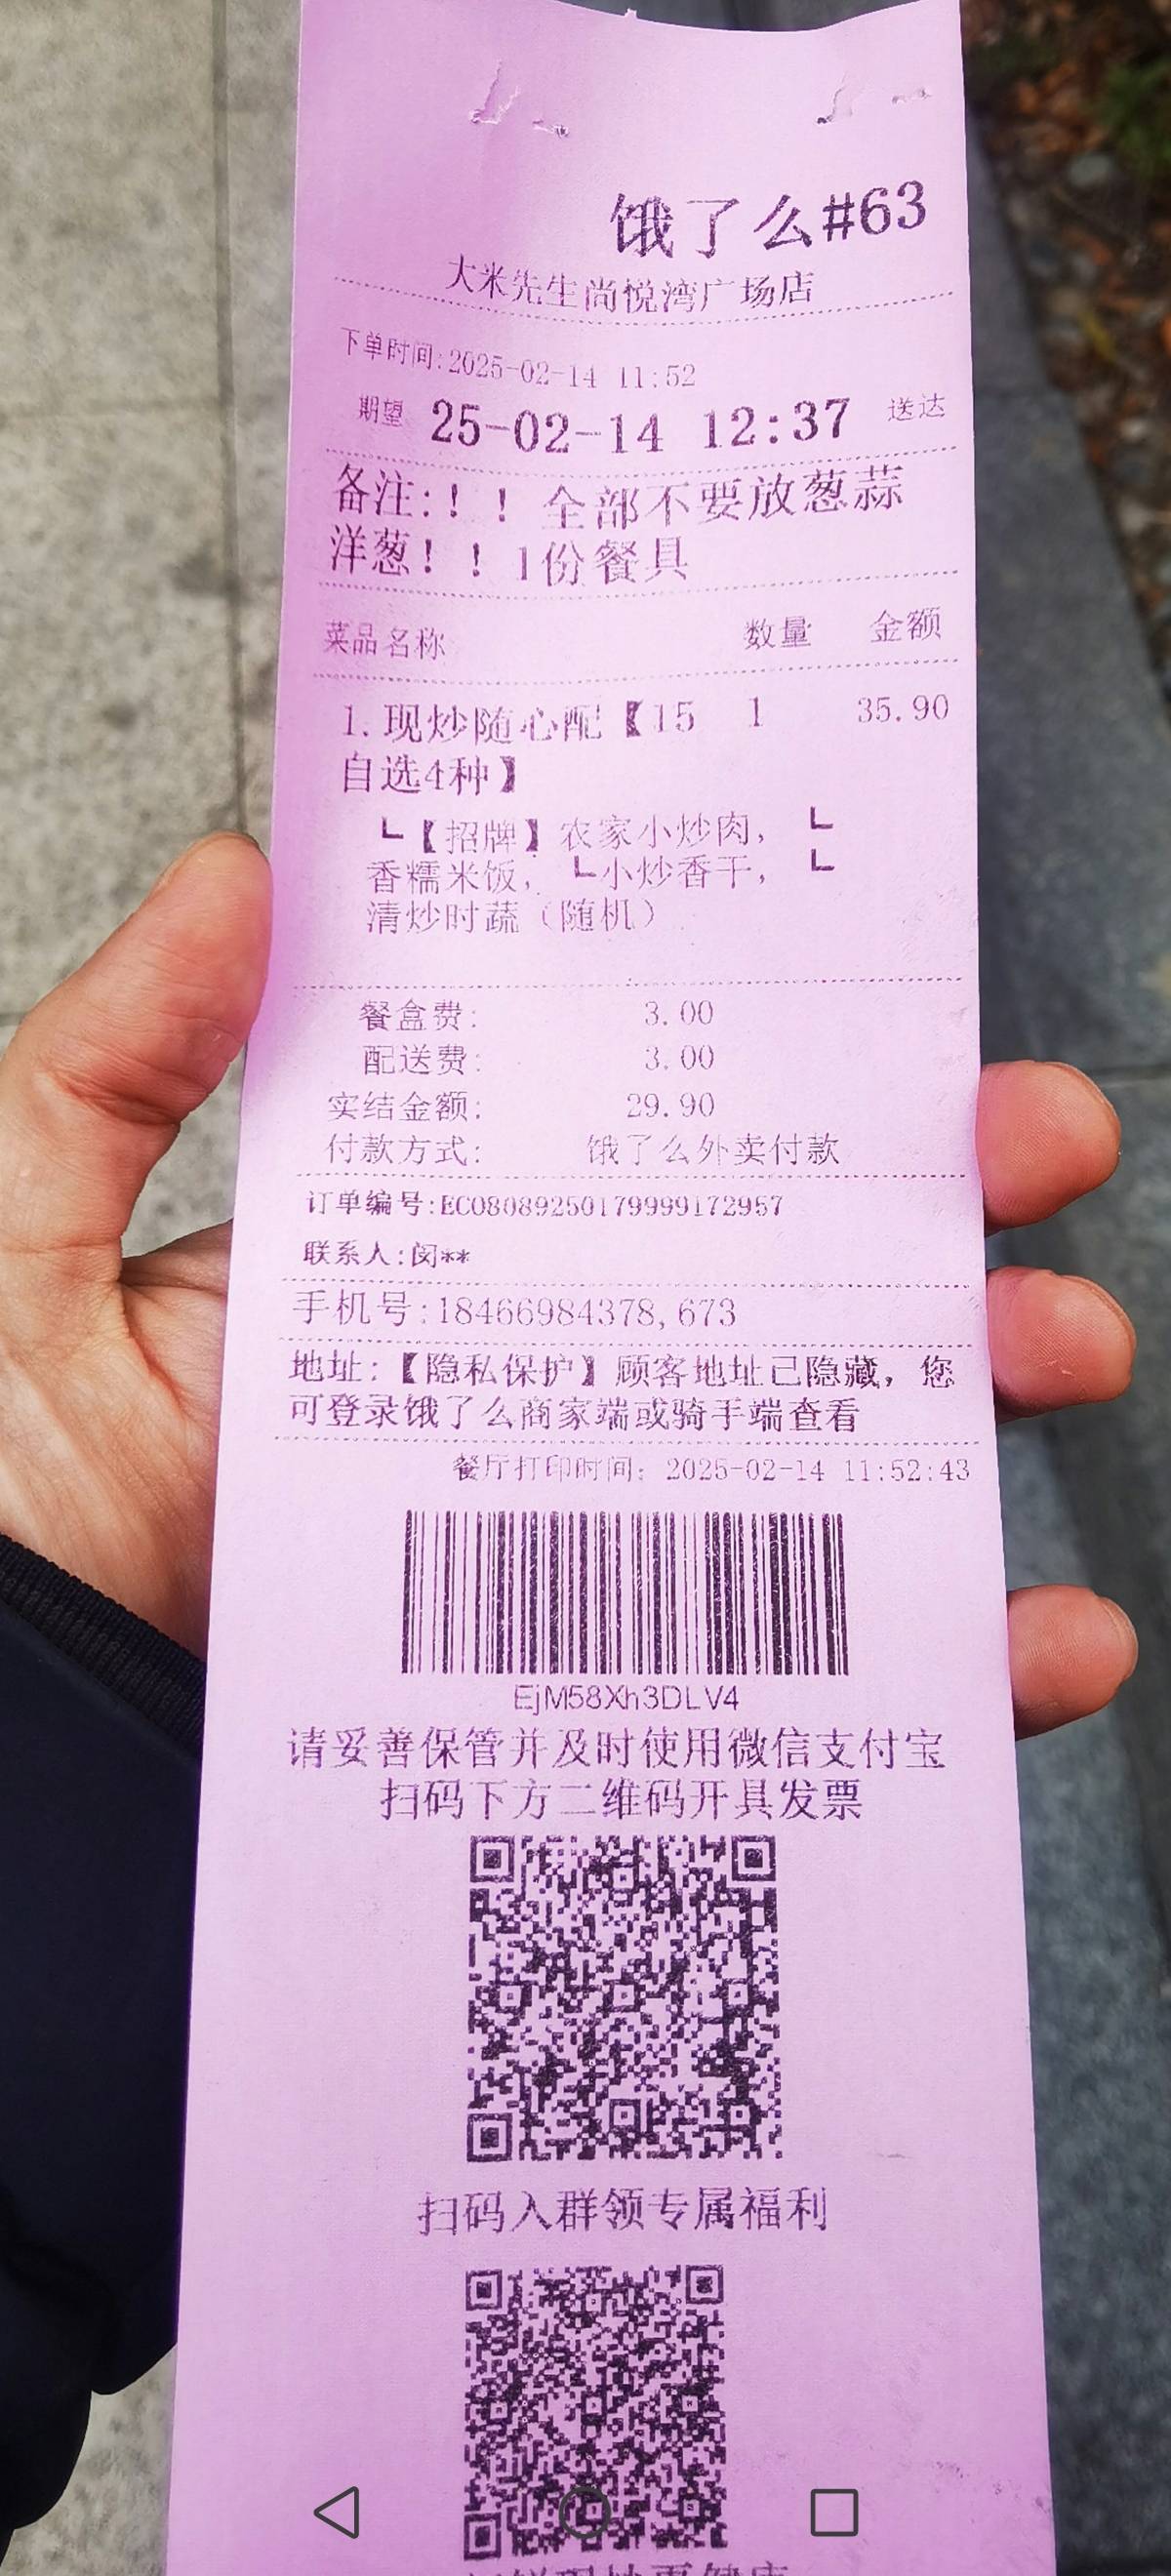 饿了么#63
大米先生尚悦湾广场店
下单时间:2025-02-14 11:52
期望 25-02-14 12:37 送达
备注:！！全部不要放葱蒜
洋葱！！1份餐具
菜品名称 数量 金额
1.现炒随心配【15 1 35.90
自选4种】
┗【招牌】农家小炒肉， ┗
香糯米饭， ┗小炒香干， ┗
清炒时蔬（随机）
餐盒费: 3.00
配送费: 3.00
实结金额: 29.90
付款方式: 饿了么外卖付款
订单编号:ECO80892501799991729​57
联系人:闵**
手机号:18466984378,673
地址:【隐私保护】顾客地址已隐藏，您
可登录饿了么商家端或骑手端查看
餐厅打印时间: 2025-02-14 11:52:43
EjM58Xh3DLV4
请妥善保管并及时使用微信支付宝
扫码下方二维码开具发票
扫码入群领专属福利